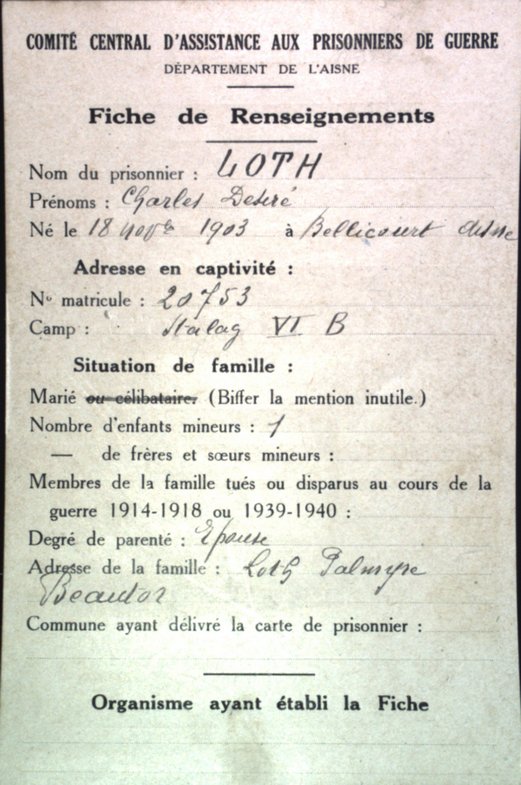 COMITÉ CENTRAL D'ASSISTANCE AUX PRISONNIERS DE GUERRE
DÉPARTEMENT DE L'AISNE
Fiche de Renseignements
Nom du prisonnier : LOTH
Prénoms : Charles Desiré
Né le 18 novbre 1903 à Bellicourt Aisne
Adresse en captivité :
No matricule : 20753
Camp : Stalag VI B
Situation de famille :
Marié ou célibataire. (Biffer la mention inutile.)
Nombre d'enfants mineurs : 1
— de frères et sœurs mineurs :
Membres de la famille tués ou disparus au cours de la
guerre 1914-1918 ou 1939-1940 :
Degré de parenté : Epouse
Adresse de la famille : Loth Palmyre
Beautor
Commune ayant délivré la carte de prisonnier :
Organisme ayant établi la Fiche